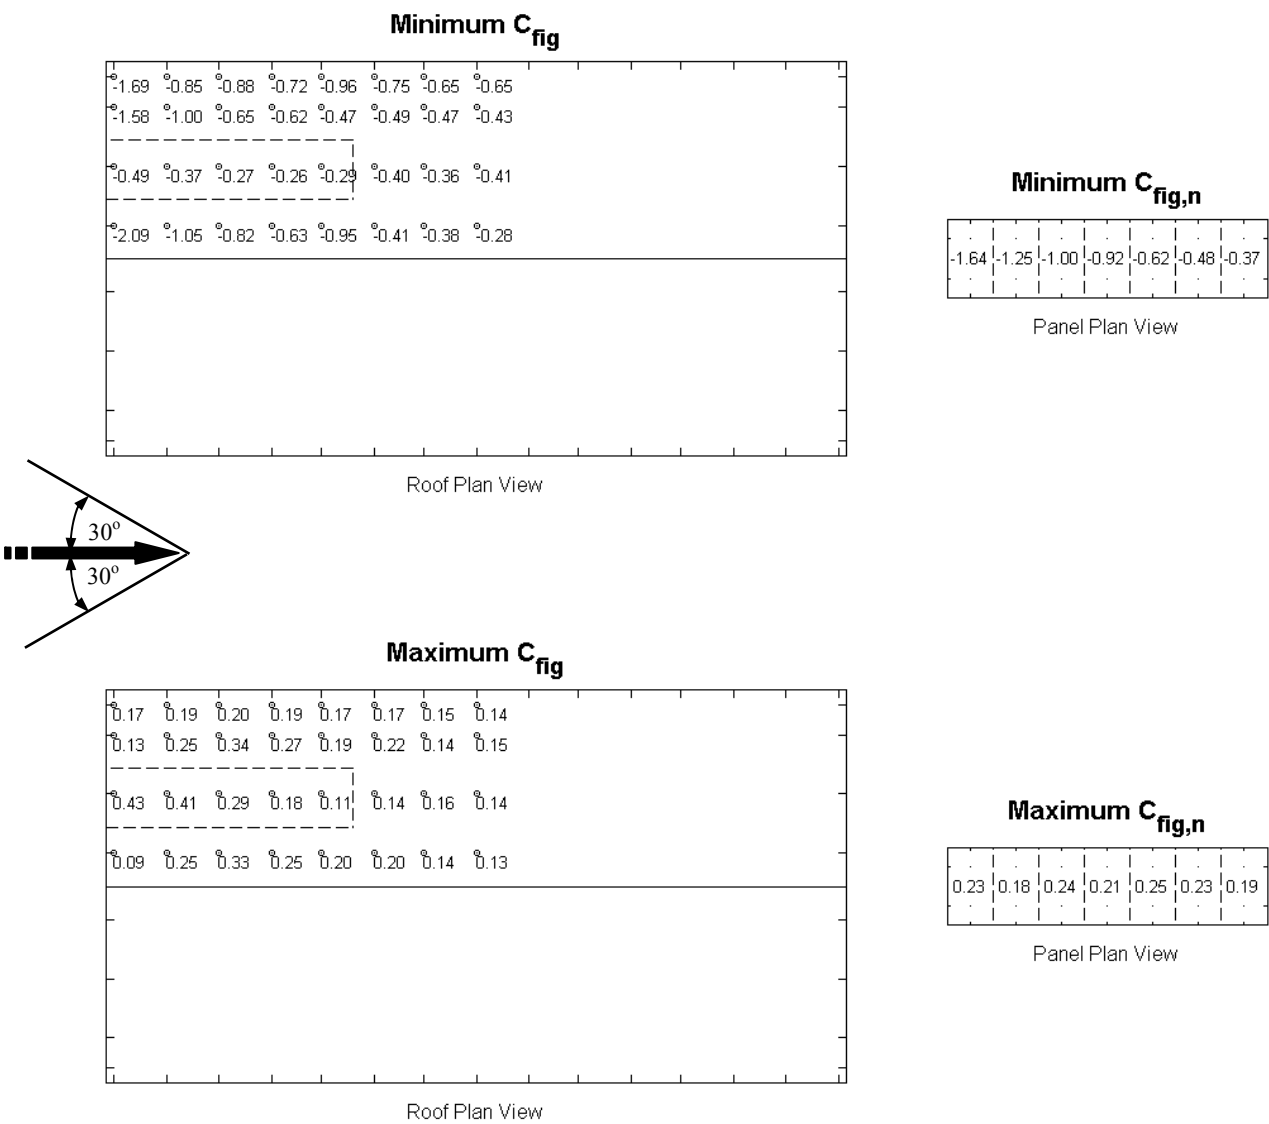 Minimum Cfig
-1.69 -0.85 -0.88 -0.72 -0.96 -0.75 -0.65 -0.65
-1.58 -1.00 -0.65 -0.62 -0.47 -0.49 -0.47 -0.43
-0.49 -0.37 -0.27 -0.26 -0.29 -0.40 -0.36 -0.41
-2.09 -1.05 -0.82 -0.63 -0.95 -0.41 -0.38 -0.28
Roof Plan View
Minimum Cfig,n
-1.64 -1.25 -1.00 -0.92 -0.62 -0.48 -0.37
Panel Plan View
30º
30º
Maximum Cfig
0.17 0.19 0.20 0.19 0.17 0.17 0.15 0.14
0.13 0.25 0.34 0.27 0.19 0.22 0.14 0.15
0.43 0.41 0.29 0.18 0.11 0.14 0.16 0.14
0.09 0.25 0.33 0.25 0.20 0.20 0.14 0.13
Roof Plan View
Maximum Cfig,n
0.23 0.18 0.24 0.21 0.25 0.23 0.19
Panel Plan View